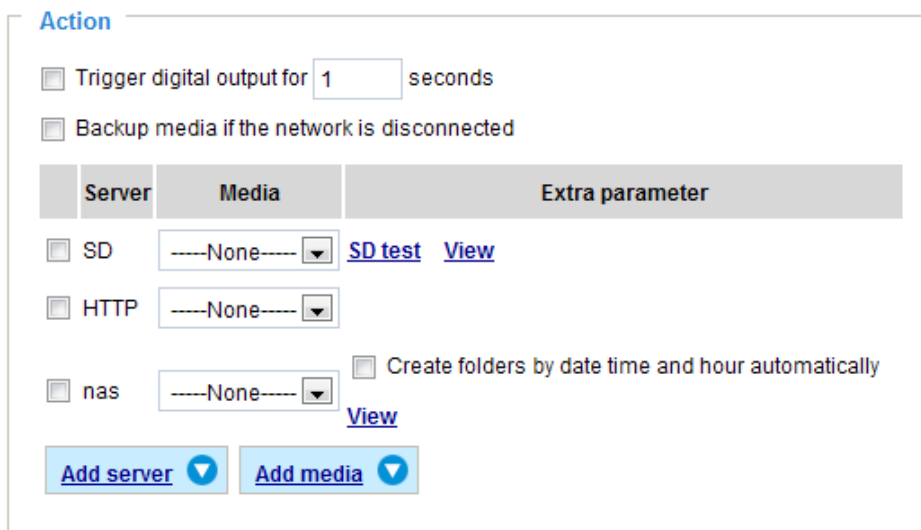 Action
Trigger digital output for 1 seconds
Backup media if the network is disconnected
Server Media Extra parameter
SD -----None----- SD test View
HTTP -----None-----
nas -----None----- Create folders by date time and hour automatically
View
Add server Add media